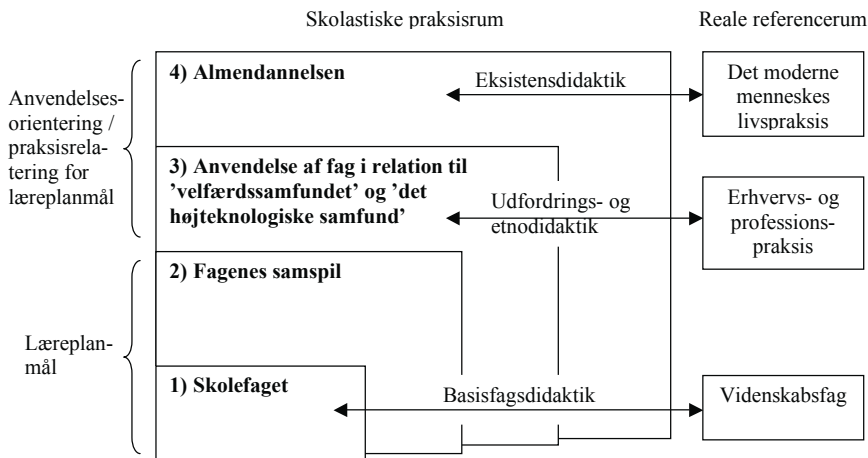 Skolastiske praksisrum
Reale referencerum
Anvendelses-
orientering /
praksisrela-
tering for
læreplanmål
4) Almendannelsen
Eksistensdidaktik
Det moderne
menneskes
livspraksis
3) Anvendelse af fag i relation til
’velfærdssamfundet’ og ’det
højteknologiske samfund’
Udfordrings- og
etnodidaktik
Erhvervs- og
professions-
praksis
Læreplan-
mål
2) Fagenes samspil
1) Skolefaget
Basisfagsdidaktik
Videnskabsfag